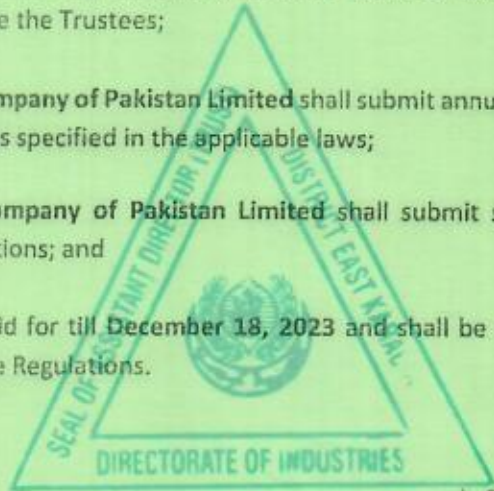 e the Trustees;
mpany of Pakistan Limited shall submit annu
s specified in the applicable laws;
ompany of Pakistan Limited shall submit s
tions; and
id for till December 18, 2023 and shall be
e Regulations.
SEAL OF ASSISTANT DIRECTOR
DISTRICT EAST
DIRECTORATE OF INDUSTRIES